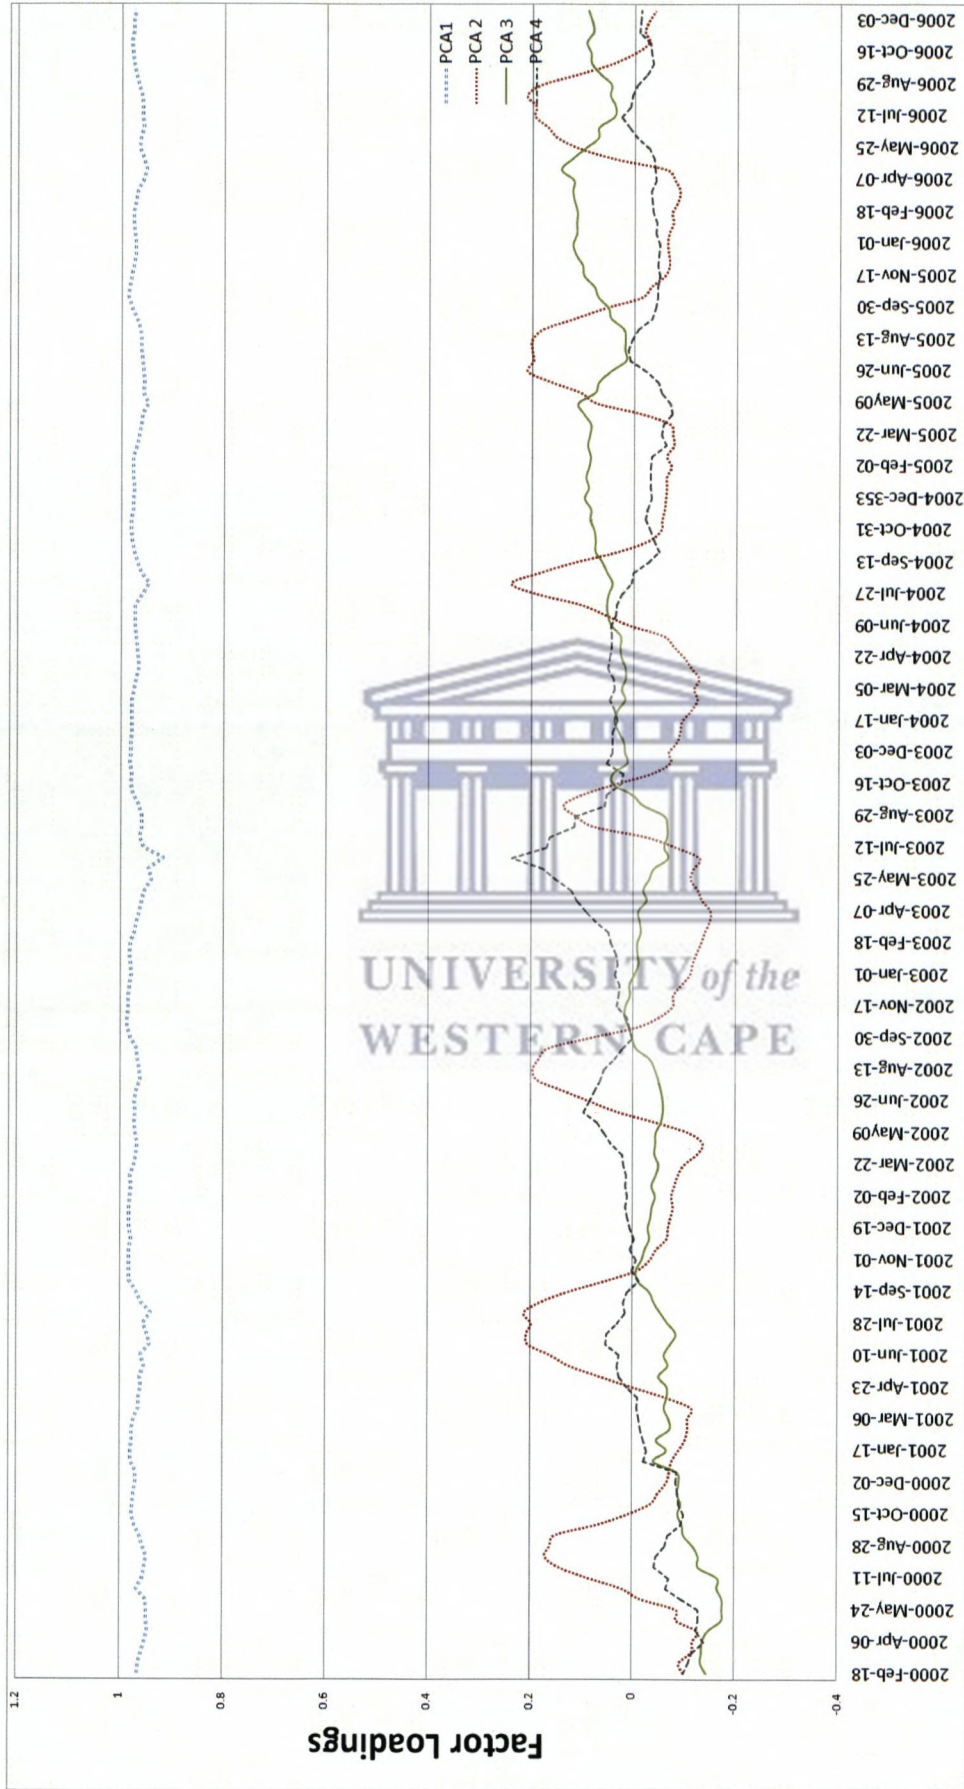 Factor Loadings
1.2
1
0.8
0.6
0.4
0.2
0
-0.2
-0.4
PCA1
PCA 2
PCA 3
PCA 4
UNIVERSITY of the
WESTERN CAPE
2000-Feb-18
2000-Apr-06
2000-May-24
2000-Jul-11
2000-Aug-28
2000-Oct-15
2000-Dec-02
2001-Jan-17
2001-Mar-06
2001-Apr-23
2001-Jun-10
2001-Jul-28
2001-Sep-14
2001-Nov-01
2001-Dec-19
2002-Feb-02
2002-Mar-22
2002-May09
2002-Jun-26
2002-Aug-13
2002-Sep-30
2002-Nov-17
2003-Jan-01
2003-Feb-18
2003-Apr-07
2003-May-25
2003-Jul-12
2003-Aug-29
2003-Oct-16
2003-Dec-03
2004-Jan-17
2004-Mar-05
2004-Apr-22
2004-Jun-09
2004-Jul-27
2004-Sep-13
2004-Oct-31
2004-Dec-353
2005-Feb-02
2005-Mar-22
2005-May09
2005-Jun-26
2005-Aug-13
2005-Sep-30
2005-Nov-17
2006-Jan-01
2006-Feb-18
2006-Apr-07
2006-May-25
2006-Jul-12
2006-Aug-29
2006-Oct-16
2006-Dec-03